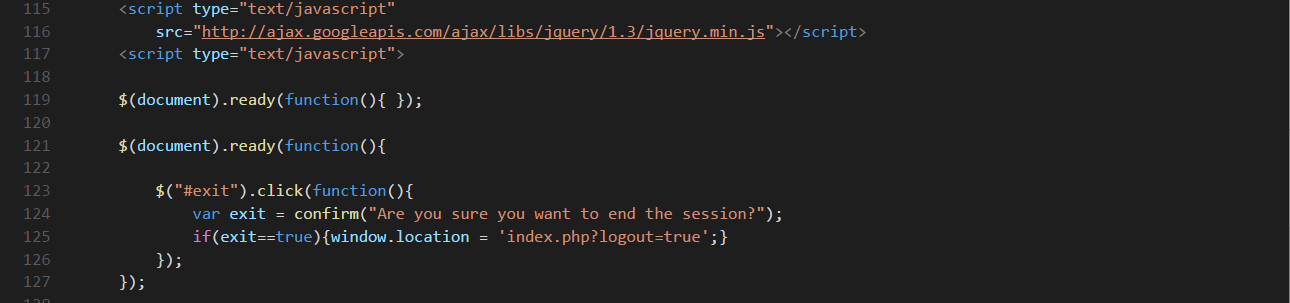 115 <script type="text/javascript"
116 src="http://ajax.googleapis.com/ajax/libs/jquery/1.3/jquery.min.js"></script>
117 <script type="text/javascript">
118
119 $(document).ready(function(){ });
120
121 $(document).ready(function(){
122
123 $("#exit").click(function(){
124 var exit = confirm("Are you sure you want to end the session?");
125 if(exit==true){window.location = 'index.php?logout=true';}
126 });
127 });